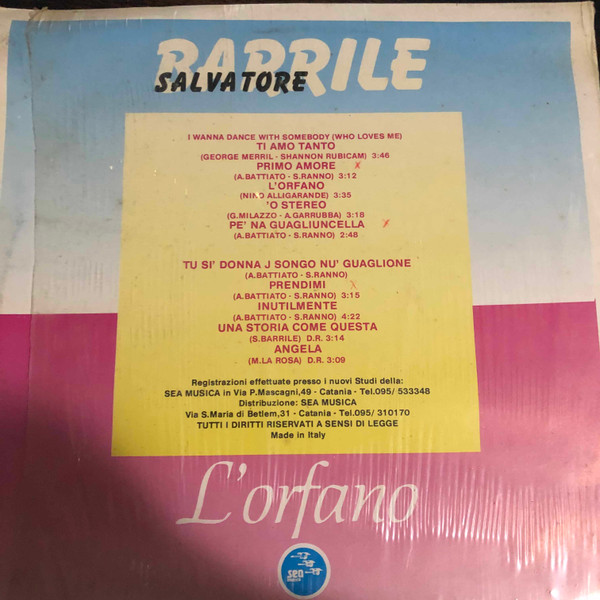 BARRILE
SALVATORE
I WANNA DANCE WITH SOMEBODY (WHO LOVES ME)
TI AMO TANTO
(GEORGE MERRIL - SHANNON RUBICAM) 3:46
PRIMO AMORE x
(A.BATTIATO - S.RANNO) 3:12
L'ORFANO
(NINO ALLIGARANDE) 3:35
'O STEREO
(G.MILAZZO - A.GARRUBBA) 3:18
PE' NA GUAGLIUNCELLA x
(A.BATTIATO - S.RANNO) 2:48
TU SI' DONNA J SONGO NU' GUAGLIONE
(A.BATTIATO - S.RANNO)
PRENDIMI x
(A.BATTIATO - S.RANNO) 3:15
INUTILMENTE
(A.BATTIATO - S.RANNO) 4:22
UNA STORIA COME QUESTA
(S.BARRILE) D.R. 3:14
ANGELA
(M.LA ROSA) D.R. 3:09
Registrazioni effettuate presso i nuovi Studi della:
SEA MUSICA in Via P.Mascagni,49 - Catania - Tel.095/ 533348
Distribuzione: SEA MUSICA
Via S.Maria di Betlem,31 - Catania - Tel.095/ 310170
TUTTI I DIRITTI RISERVATI A SENSI DI LEGGE
Made in Italy
L'orfano
sea
musica